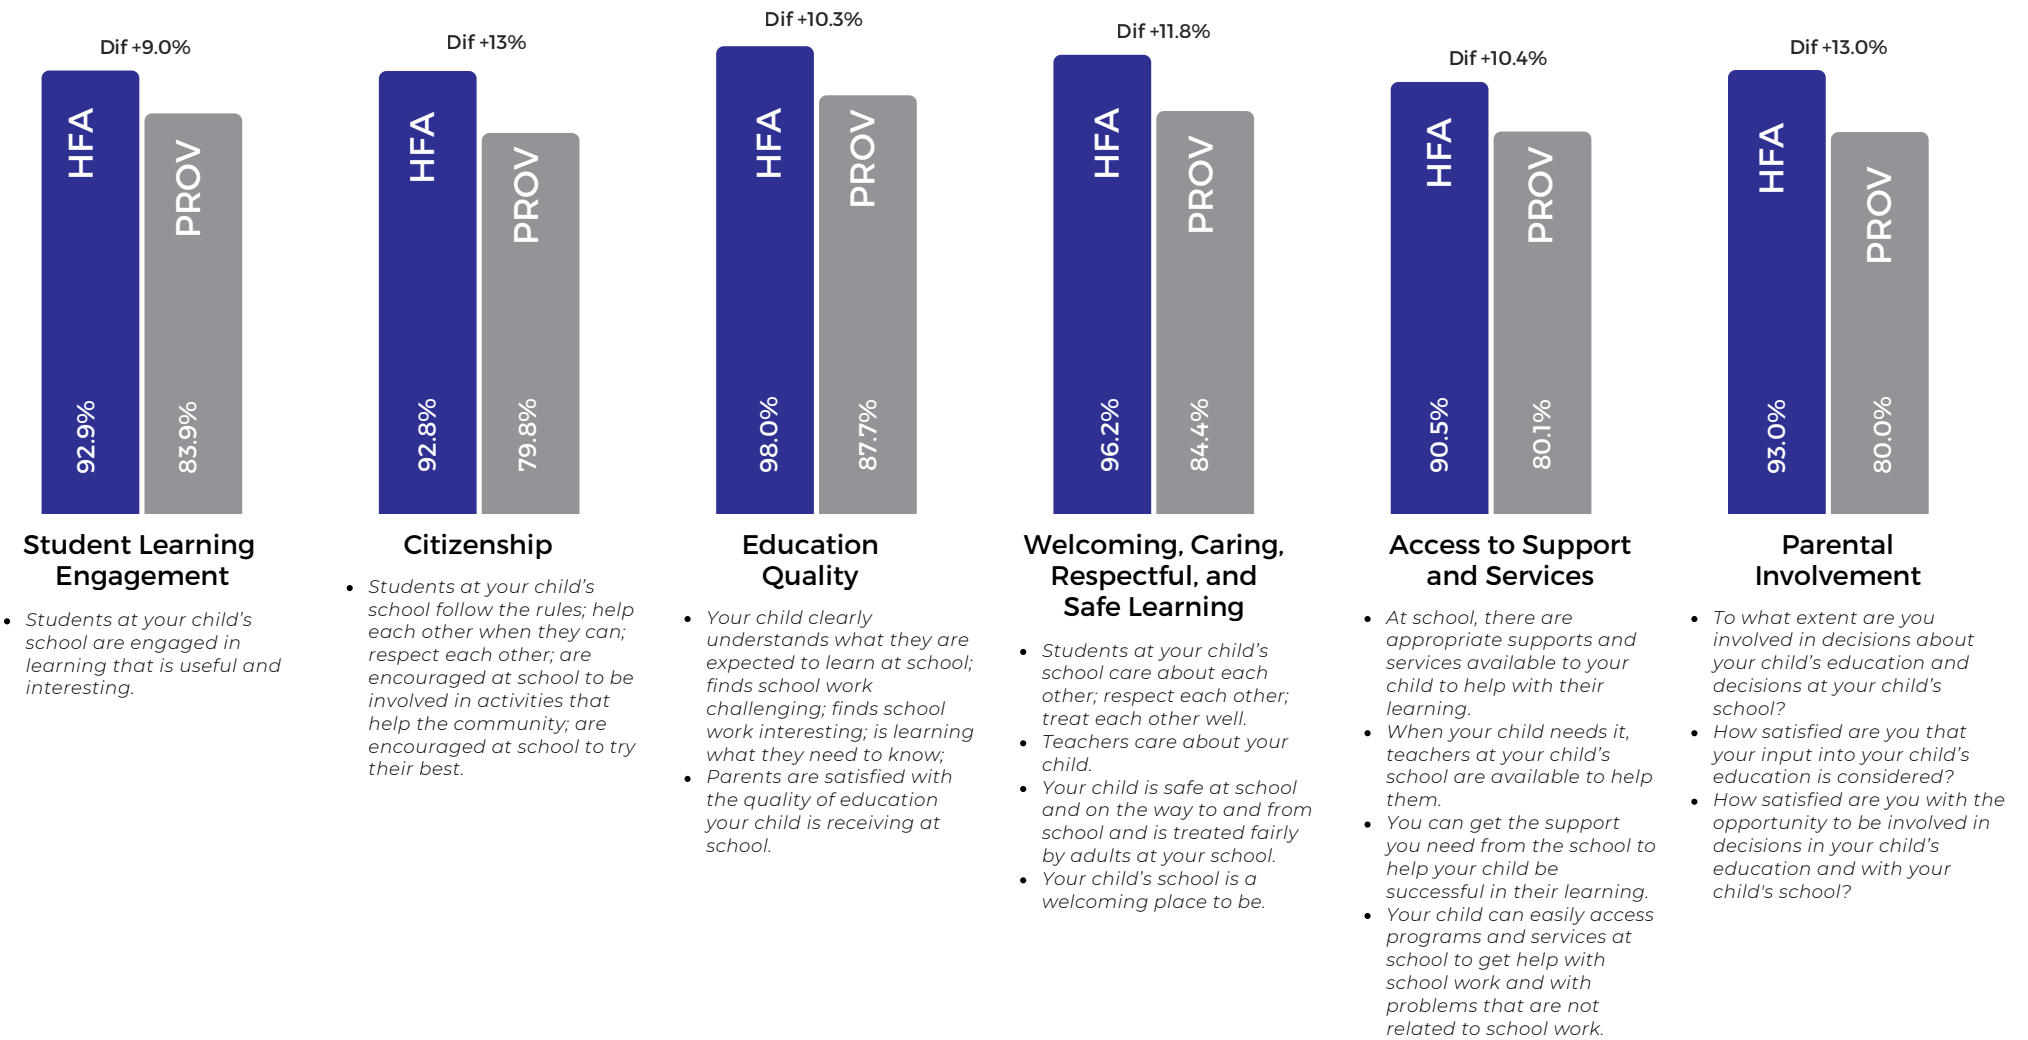 Dif +9.0%
HFA
PROV
92.9%
83.9%
Student Learning
Engagement
• Students at your child's
school are engaged in
learning that is useful and
interesting.
Dif +13%
HFA
PROV
92.8%
79.8%
Citizenship
• Students at your child's
school follow the rules; help
each other when they can;
respect each other; are
encouraged at school to be
involved in activities that
help the community; are
encouraged at school to try
their best.
Dif +10.3%
HFA
PROV
98.0%
87.7%
Education
Quality
• Your child clearly
understands what they are
expected to learn at school;
finds school work
challenging; finds school
work interesting; is learning
what they need to know;
• Parents are satisfied with
the quality of education
your child is receiving at
school.
Dif +11.8%
HFA
PROV
96.2%
84.4%
Welcoming, Caring,
Respectful, and
Safe Learning
• Students at your child's
school care about each
other; respect each other;
treat each other well.
• Teachers care about your
child.
• Your child is safe at school
and on the way to and from
school and is treated fairly
by adults at your school.
• Your child's school is a
welcoming place to be.
Dif +10.4%
HFA
PROV
90.5%
80.1%
Access to Support
and Services
• At school, there are
appropriate supports and
services available to your
child to help with their
learning.
• When your child needs it,
teachers at your child's
school are available to help
them.
• You can get the support
you need from the school to
help your child be
successful in their learning.
• Your child can easily access
programs and services at
school to get help with
school work and with
problems that are not
related to school work.
Dif +13.0%
HFA
PROV
93.0%
80.0%
Parental
Involvement
• To what extent are you
involved in decisions about
your child's education and
decisions at your child's
school?
• How satisfied are you that
your input into your child's
education is considered?
• How satisfied are you with the
opportunity to be involved in
decisions in your child's
education and with your
child's school?